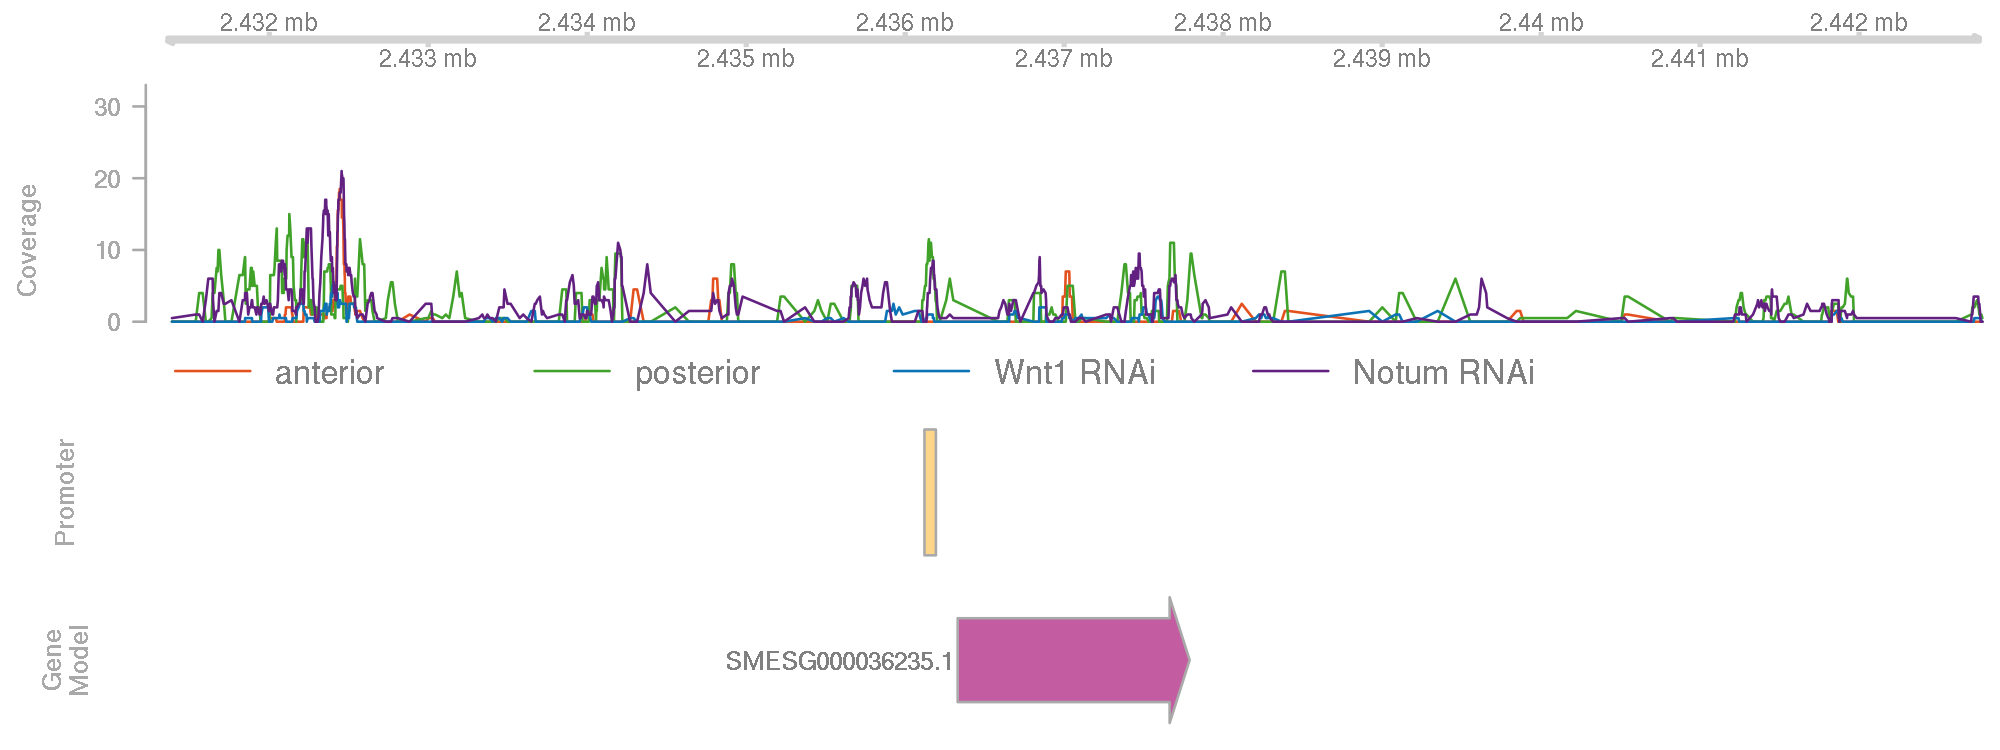 2.432 mb 2.434 mb 2.436 mb 2.438 mb 2.44 mb 2.442 mb
2.433 mb 2.435 mb 2.437 mb 2.439 mb 2.441 mb
30
20
10
0
Coverage
anterior posterior Wnt1 RNAi Notum RNAi
Promoter
Gene
Model
SMESG000036235.1